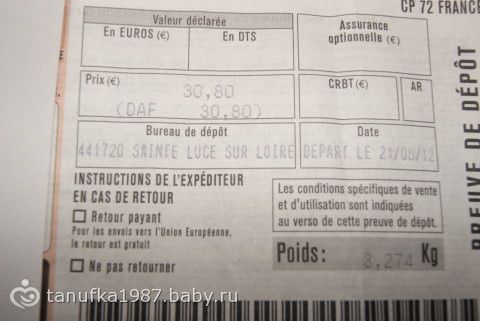 CP 72 FRANCE
Valeur déclarée
En EUROS (€)
En DTS
Assurance
optionnelle (€)
Prix (€)
30,80
(DAF 30,80)
CRBT (€)
AR
Bureau de dépôt
441720 SAINTE LUCE SUR LOIRE
Date
DEPART LE 21/08/12
INSTRUCTIONS DE L'EXPÉDITEUR
EN CAS DE RETOUR
Retour payant
Pour les envois vers l'Union Européenne,
le retour est gratuit
Ne pas retourner
Les conditions spécifiques de vente
et d'utilisation sont indiquées
au verso de cette preuve de dépôt.
Poids : 3,274 Kg
PREUVE DE DÉPÔT
tanufka1987.baby.ru